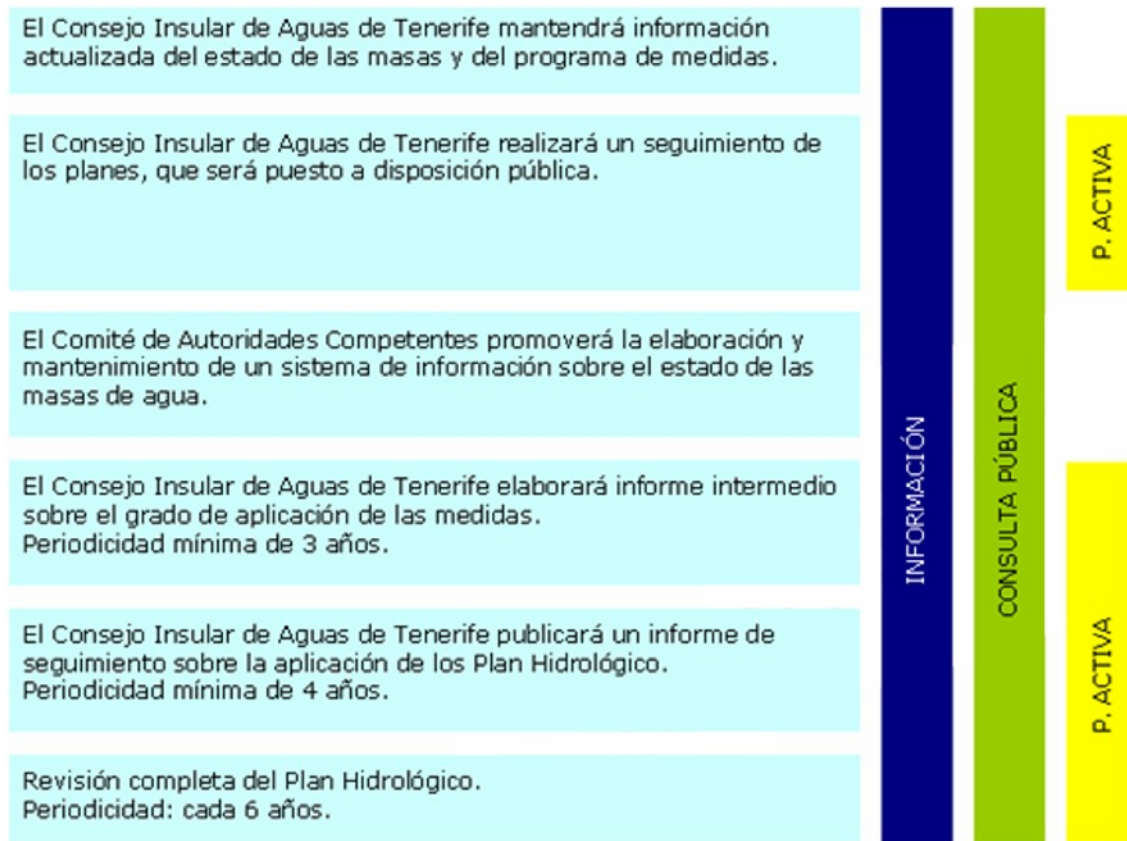 El Consejo Insular de Aguas de Tenerife mantendrá información
actualizada del estado de las masas y del programa de medidas.
El Consejo Insular de Aguas de Tenerife realizará un seguimiento de
los planes, que será puesto a disposición pública.
El Comité de Autoridades Competentes promoverá la elaboración y
mantenimiento de un sistema de información sobre el estado de las
masas de agua.
El Consejo Insular de Aguas de Tenerife elaborará informe intermedio
sobre el grado de aplicación de las medidas.
Periodicidad mínima de 3 años.
El Consejo Insular de Aguas de Tenerife publicará un informe de
seguimiento sobre la aplicación de los Plan Hidrológico.
Periodicidad mínima de 4 años.
Revisión completa del Plan Hidrológico.
Periodicidad: cada 6 años.
INFORMACIÓN
CONSULTA PÚBLICA
P. ACTIVA
P. ACTIVA